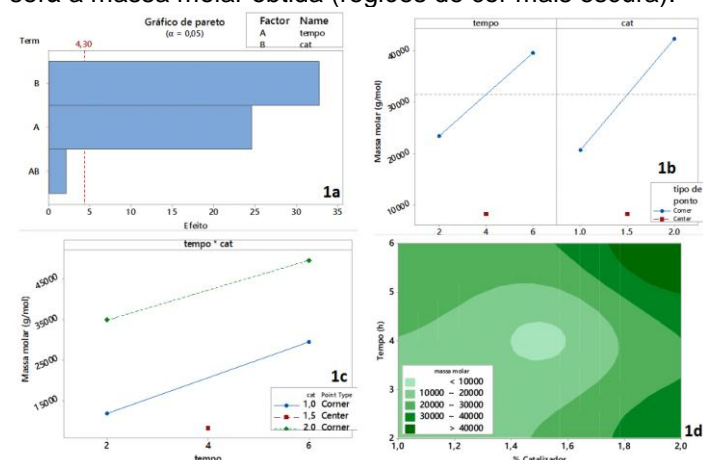 será a massa molar obtida (regiões de cor mais escura).
Gráfico de pareto
(α = 0,05)
Factor Name
A tempo
B cat
Term
4,30
B
A
AB
1a
0 5 10 15 20 25 30 35
Efeito
tempo cat
Massa molar (g/mol)
40000
30000
20000
10000
1b
tipo de
ponto
Corner
Center
2 4 6 1.0 1.5 2.0
tempo * cat
Massa molar (g/mol)
45000
35000
25000
15000
1c
cat Point Type
1,0 Corner
1,5 Center
2.0 Corner
2 4 6
tempo
Tempo (h)
6
5
4
3
2
massa molar
< 10000
10000 – 20000
20000 – 30000
30000 – 40000
> 40000
1d
1,0 1,2 1,4 1,6 1,8 2,0
% Catalizador